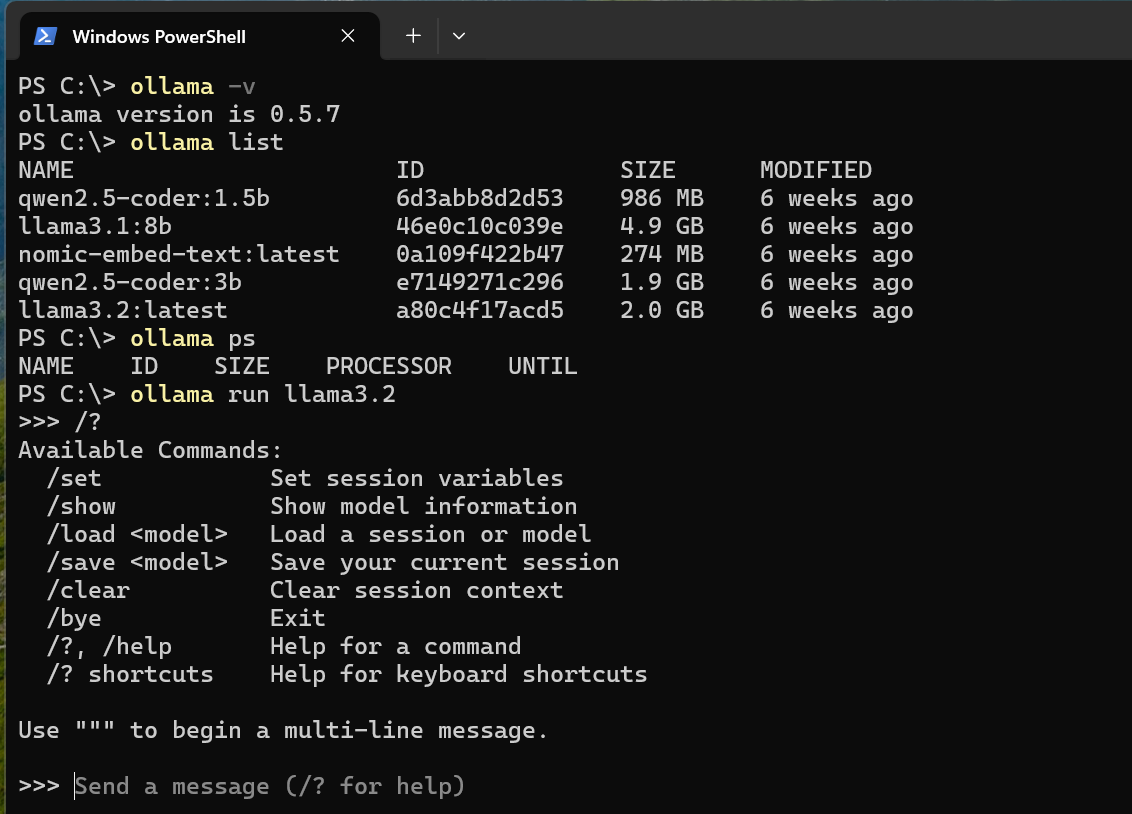 Windows PowerShell
PS C:\> ollama -v
ollama version is 0.5.7
PS C:\> ollama list
NAME                       ID              SIZE      MODIFIED
qwen2.5-coder:1.5b         6d3abb8d2d53    986 MB    6 weeks ago
llama3.1:8b                46e0c10c039e    4.9 GB    6 weeks ago
nomic-embed-text:latest    0a109f422b47    274 MB    6 weeks ago
qwen2.5-coder:3b           e7149271c296    1.9 GB    6 weeks ago
llama3.2:latest            a80c4f17acd5    2.0 GB    6 weeks ago
PS C:\> ollama ps
NAME    ID    SIZE    PROCESSOR    UNTIL
PS C:\> ollama run llama3.2
>>> /?
Available Commands:
  /set            Set session variables
  /show           Show model information
  /load <model>   Load a session or model
  /save <model>   Save your current session
  /clear          Clear session context
  /bye            Exit
  /?, /help       Help for a command
  /? shortcuts    Help for keyboard shortcuts
Use """ to begin a multi-line message.
>>> Send a message (/? for help)